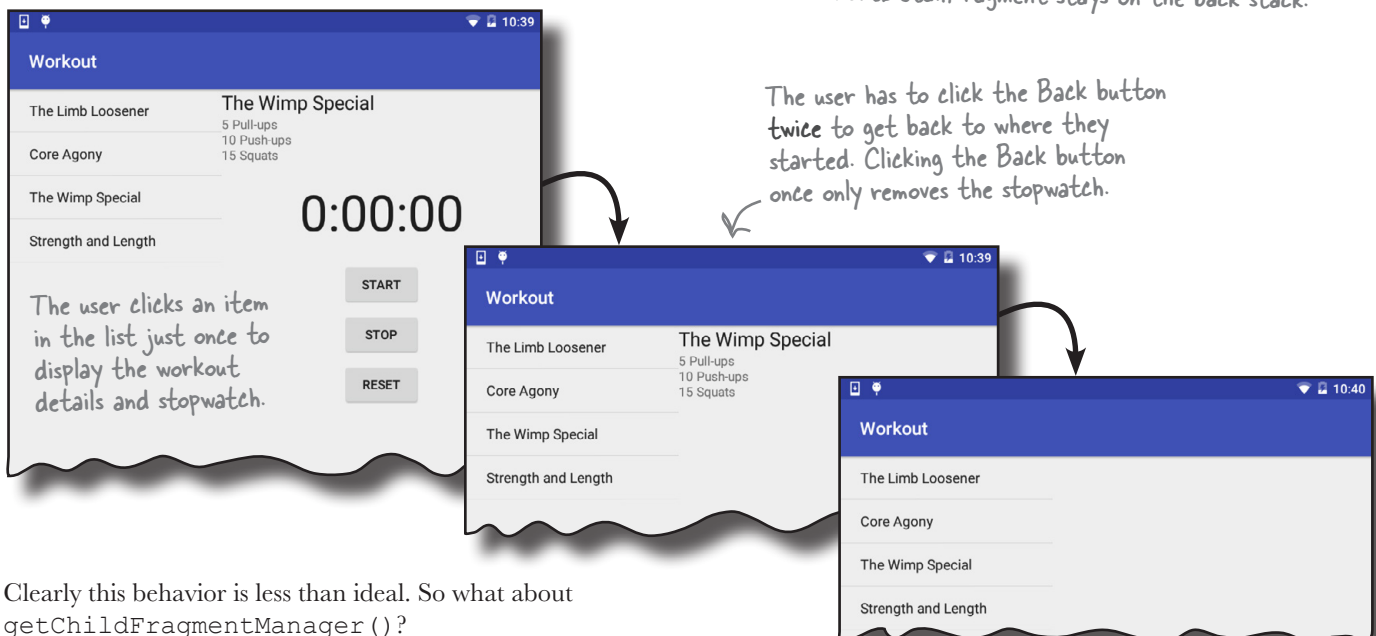 stays on the back stack.
10:39
Workout
The Limb Loosener
Core Agony
The Wimp Special
Strength and Length
The Wimp Special
5 Pull-ups
10 Push-ups
15 Squats
0:00:00
START
STOP
RESET
The user clicks an item
in the list just once to
display the workout
details and stopwatch.
The user has to click the Back button
twice to get back to where they
started. Clicking the Back button
once only removes the stopwatch.
10:39
Workout
The Limb Loosener
Core Agony
The Wimp Special
Strength and Length
The Wimp Special
5 Pull-ups
10 Push-ups
15 Squats
10:40
Workout
The Limb Loosener
Core Agony
The Wimp Special
Strength and Length
Clearly this behavior is less than ideal. So what about
getChildFragmentManager()?